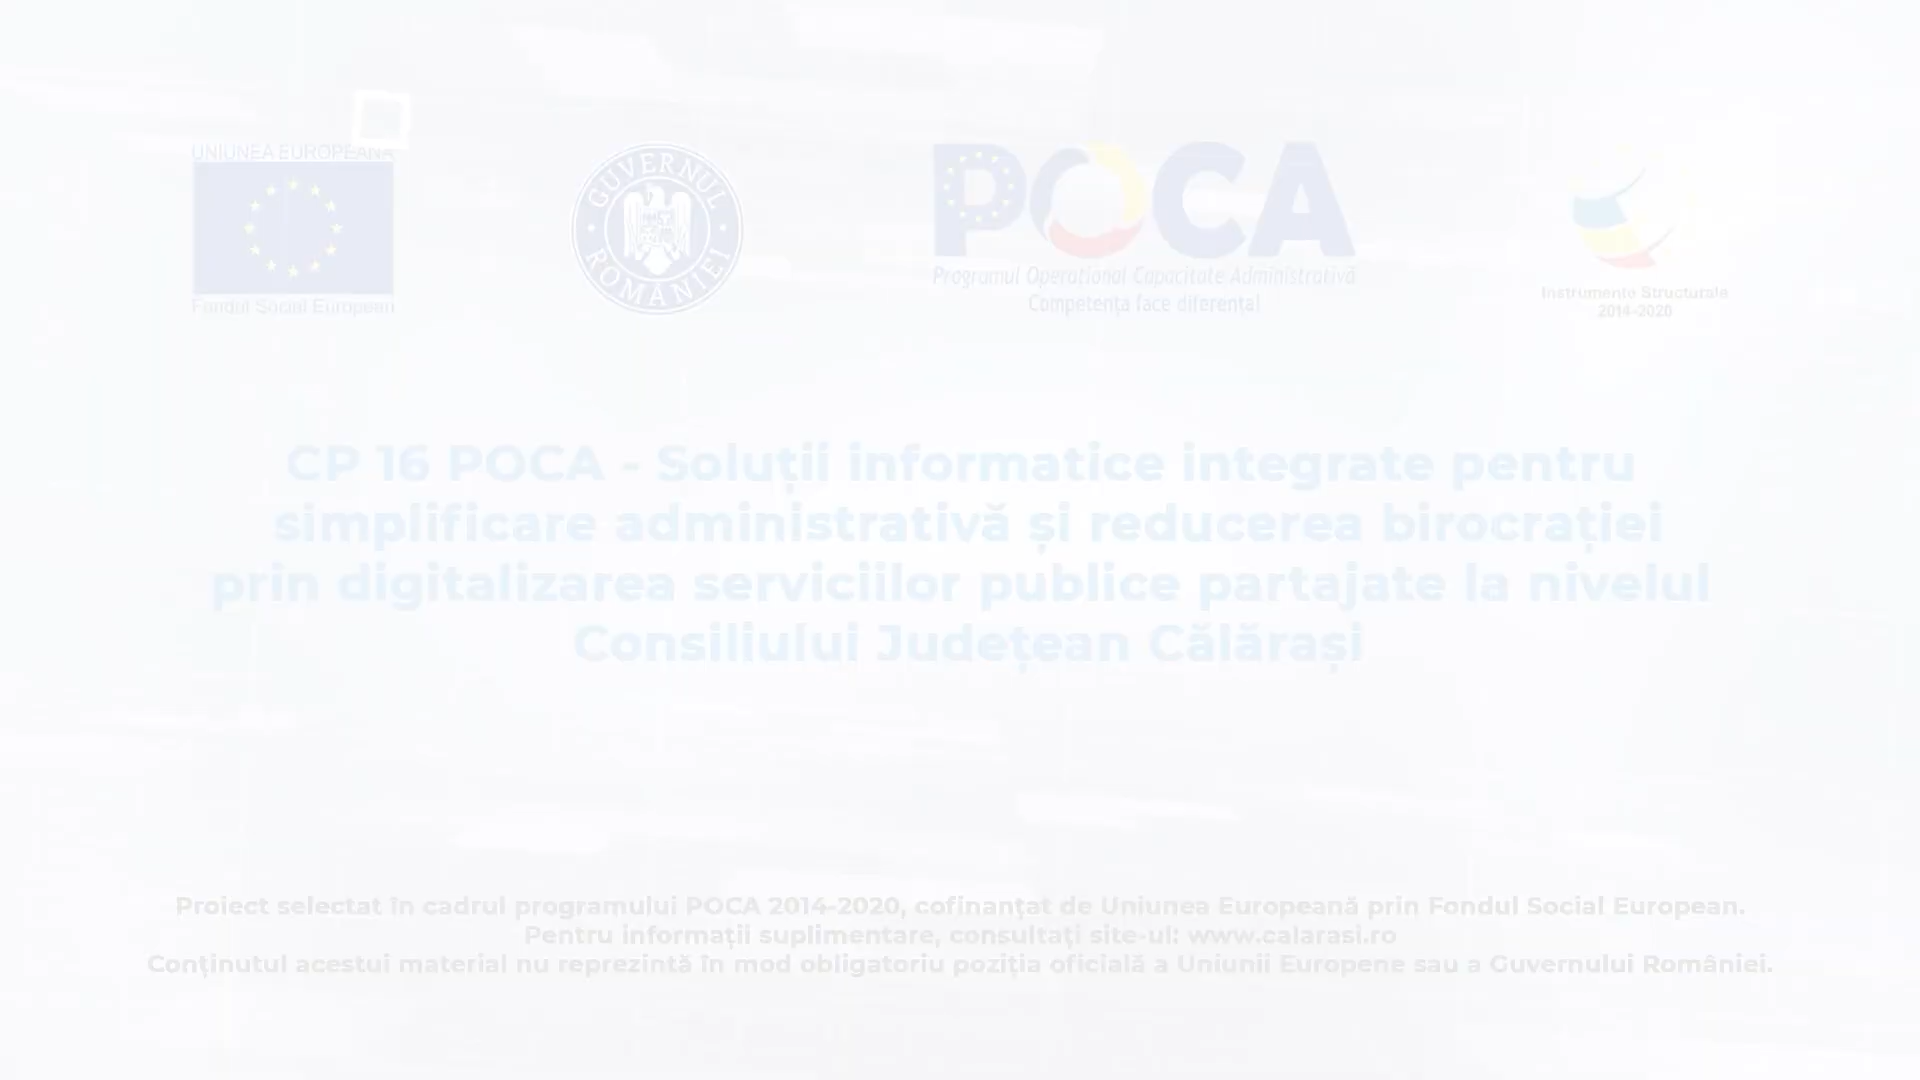 UNIUNEA EUROPEANĂ
Fondul Social European
GUVERNUL ROMÂNIEI
POCA
Programul Operațional Capacitate Administrativă
Competența face diferența!
Instrumente Structurale
2014-2020
CP 16 POCA - Soluții informatice integrate pentru
simplificare administrativă și reducerea birocrației
prin digitalizarea serviciilor publice partajate la nivelul
Consiliului Județean Călărași
Proiect selectat în cadrul programului POCA 2014-2020, cofinanțat de Uniunea Europeană prin Fondul Social European.
Pentru informații suplimentare, consultați site-ul: www.calarasi.ro
Conținutul acestui material nu reprezintă în mod obligatoriu poziția oficială a Uniunii Europene sau a Guvernului României.